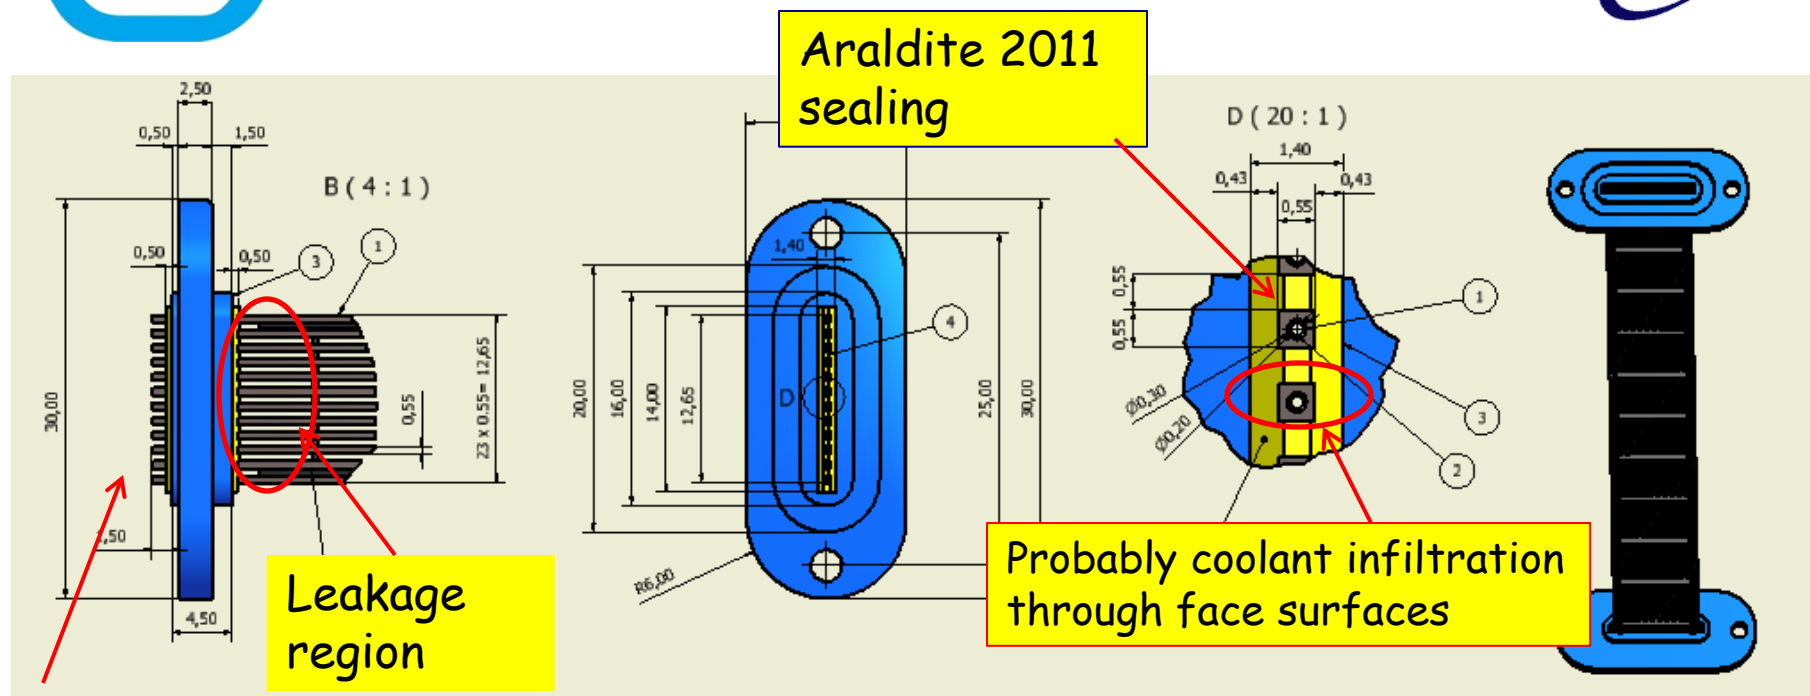 Araldite 2011
sealing
2,50
0,50
1,50
B ( 4 : 1 )
1
3
0,50
0,50
30,00
0,55
23 x 0.55= 12,65
4,50
Leakage
region
1,40
20,00
16,00
14,00
12,65
D
4
25,00
30,00
R6,00
D ( 20 : 1 )
1,40
0,43
0,43
0,55
0,55
0,55
1
Ø0,30
Ø0,20
3
2
Probably coolant infiltration
through face surfaces